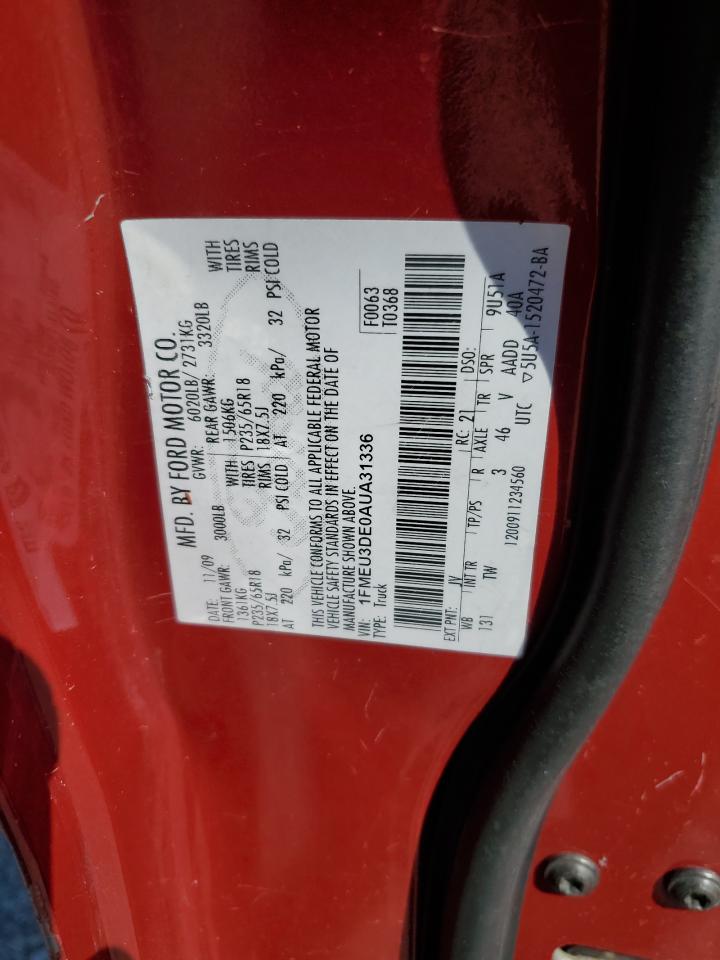 MFD. BY FORD MOTOR CO.
DATE: 11/09 GVWR: 6020LB/ 2731KG
FRONT GAWR: 3000LB REAR GAWR: 3320LB
1361KG WITH 1506KG WITH
P235/65R18 TIRES P235/65R18 TIRES
18X7.5J RIMS 18X7.5J RIMS
AT 220 kPa/ 32 PSI COLD AT 220 kPa/ 32 PSI COLD
THIS VEHICLE CONFORMS TO ALL APPLICABLE FEDERAL MOTOR
VEHICLE SAFETY STANDARDS IN EFFECT ON THE DATE OF
MANUFACTURE SHOWN ABOVE.
VIN: 1FMEU3DE0AUA31336 F0063
TYPE: Truck T0368
EXT PNT: JV RC: 21 DSO:
WB INT TR TP/PS R AXLE TR SPR
131 TW 3 46 V AADD 9U51A
40A
1200911234560 UTC ▽5U5A-1520472-BA